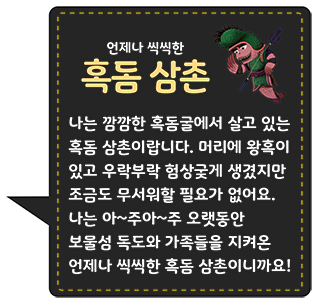 언제나 씩씩한
혹돔 삼촌
나는 깜깜한 혹돔굴에서 살고 있는
혹돔 삼촌이랍니다. 머리에 왕혹이
있고 우락부락 험상궂게 생겼지만
조금도 무서워할 필요가 없어요.
나는 아~주아~주 오랫동안
보물섬 독도와 가족들을 지켜온
언제나 씩씩한 혹돔 삼촌이니까요!